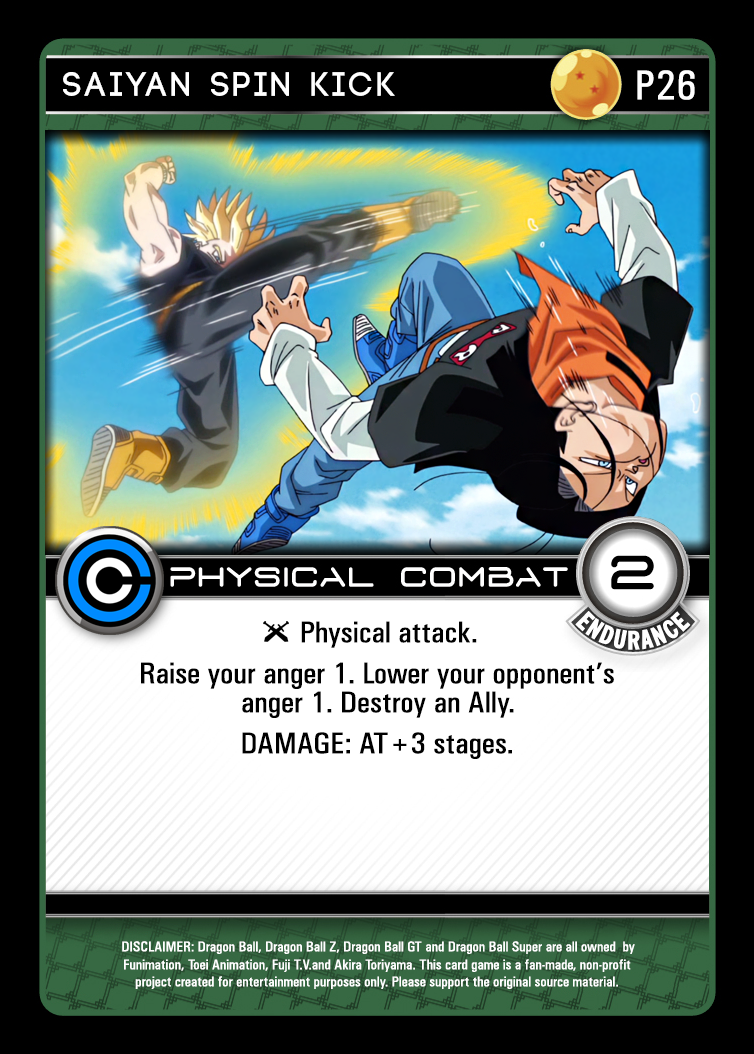 SAIYAN SPIN KICK
P26
PHYSICAL COMBAT
2
ENDURANCE
Physical attack.
Raise your anger 1. Lower your opponent's
anger 1. Destroy an Ally.
DAMAGE: AT+3 stages.
DISCLAIMER: Dragon Ball, Dragon Ball Z, Dragon Ball GT and Dragon Ball Super are all owned by
Funimation, Toei Animation, Fuji T.V.and Akira Toriyama. This card game is a fan-made, non-profit
project created for entertainment purposes only. Please support the original source material.